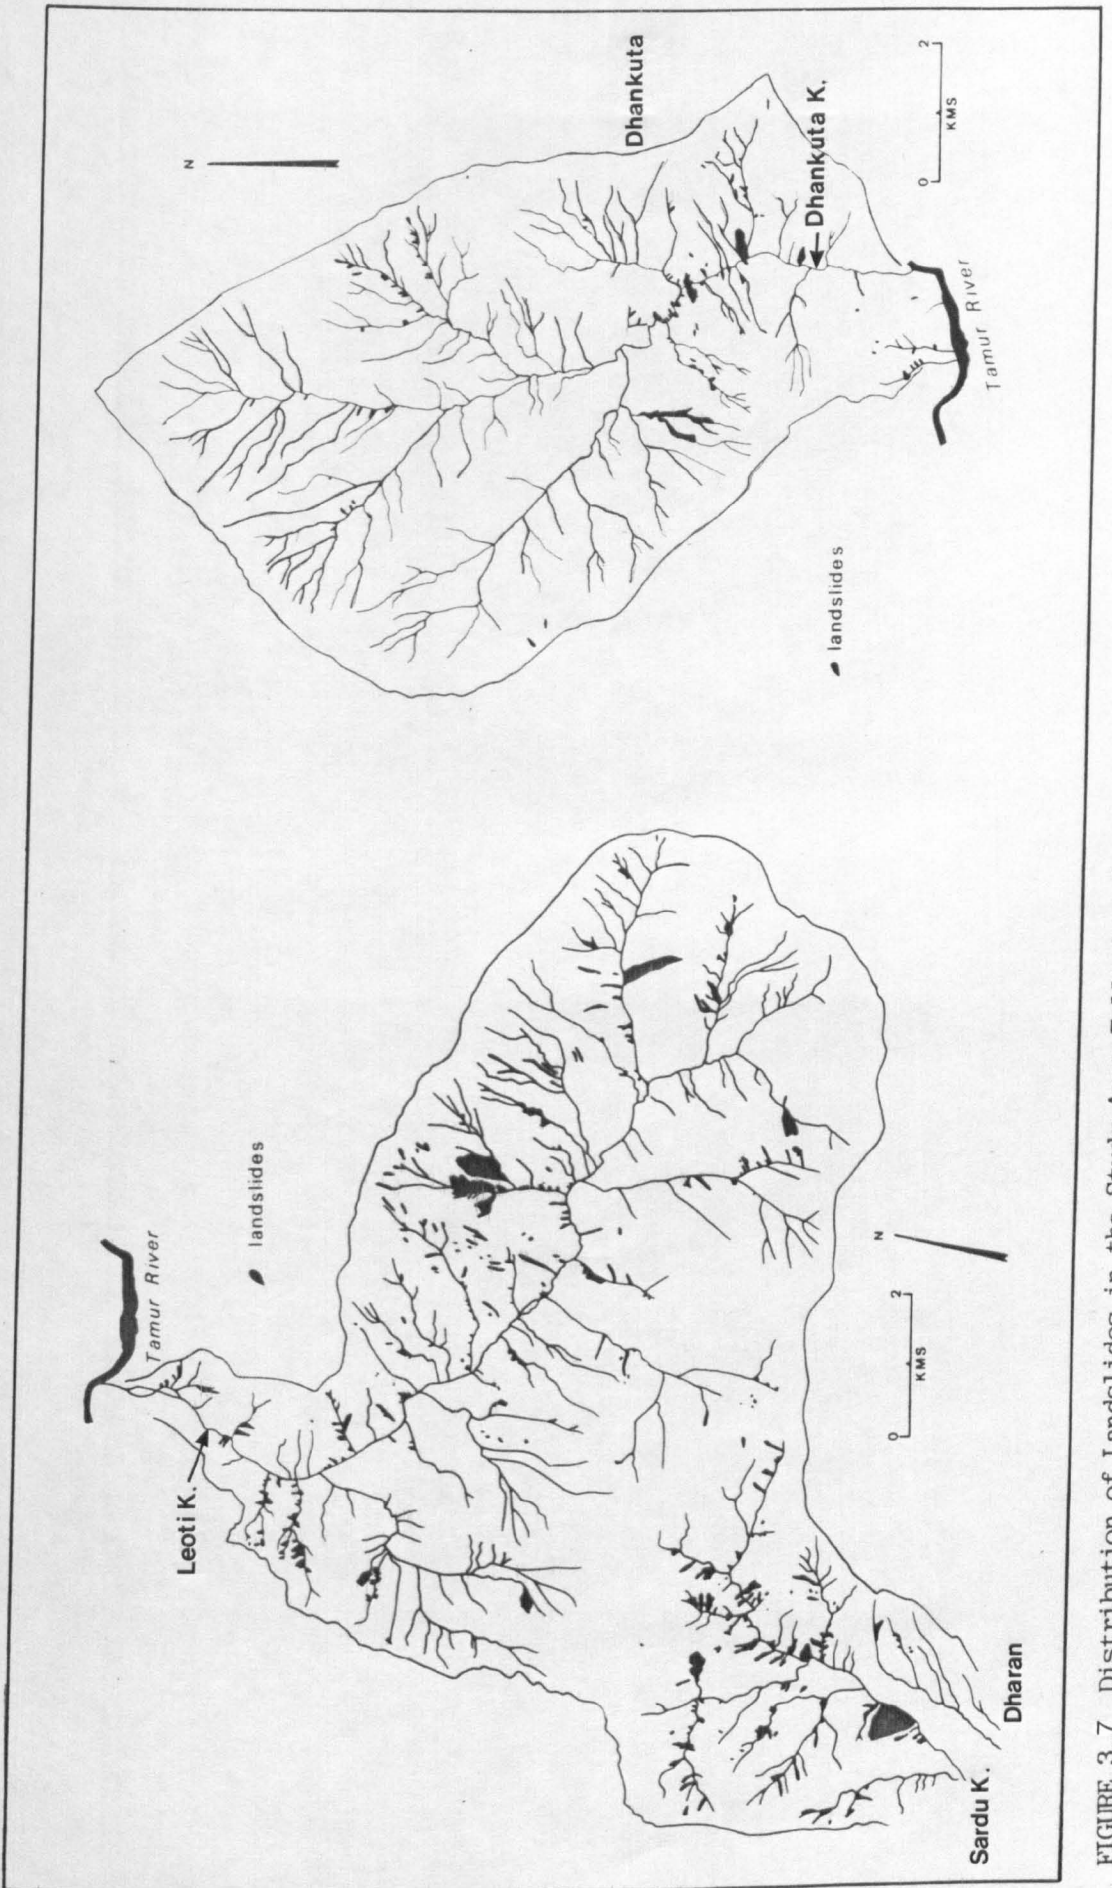 N
Dhankuta
Dhankuta K.
Tamur River
landslides
0 2
KMS
Tamur River
landslides
Leoti K.
N
0 2
KMS
Dharan
Sardu K.
FIGURE 3.7 Distribution of Landslides in the Study